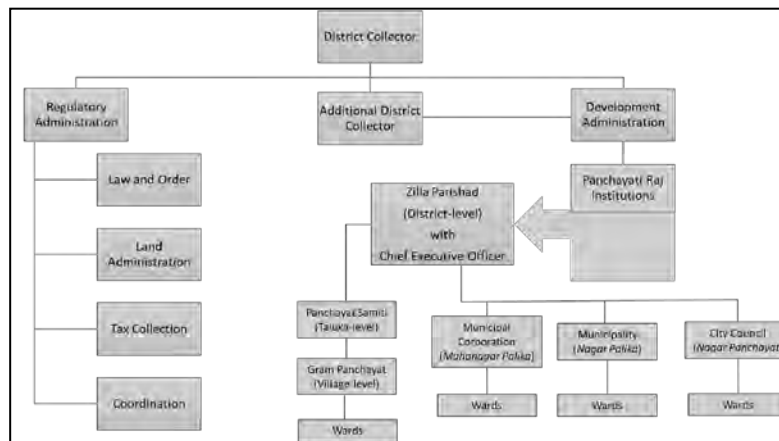 District Collector
Regulatory
Administration
Additional District
Collector
Development
Administration
Law and Order
Land
Administration
Tax Collection
Coordination
Panchayati Raj
Institutions
Zilla Parishad
(District-level)
with
Chief Executive Officer
Panchayat Samiti
(Taluka-level)
Gram Panchayat
(Village level)
Wards
Municipal
Corporation
(Mahanagar Palika)
Wards
Municipality
(Nagar Palika)
Wards
City Council
(Nagar Panchayat)
Wards